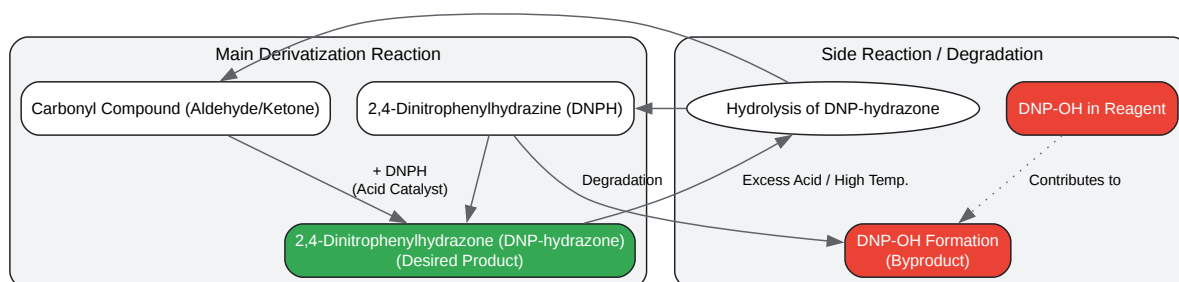 Main Derivatization Reaction
Side Reaction / Degradation
Carbonyl Compound (Aldehyde/Ketone)
2,4-Dinitrophenylhydrazine (DNPH)
Hydrolysis of DNP-hydrazone
DNP-OH in Reagent
+ DNPH
(Acid Catalyst)
Degradation
Excess Acid / High Temp.
Contributes to
2,4-Dinitrophenylhydrazone (DNP-hydrazone)
(Desired Product)
DNP-OH Formation
(Byproduct)